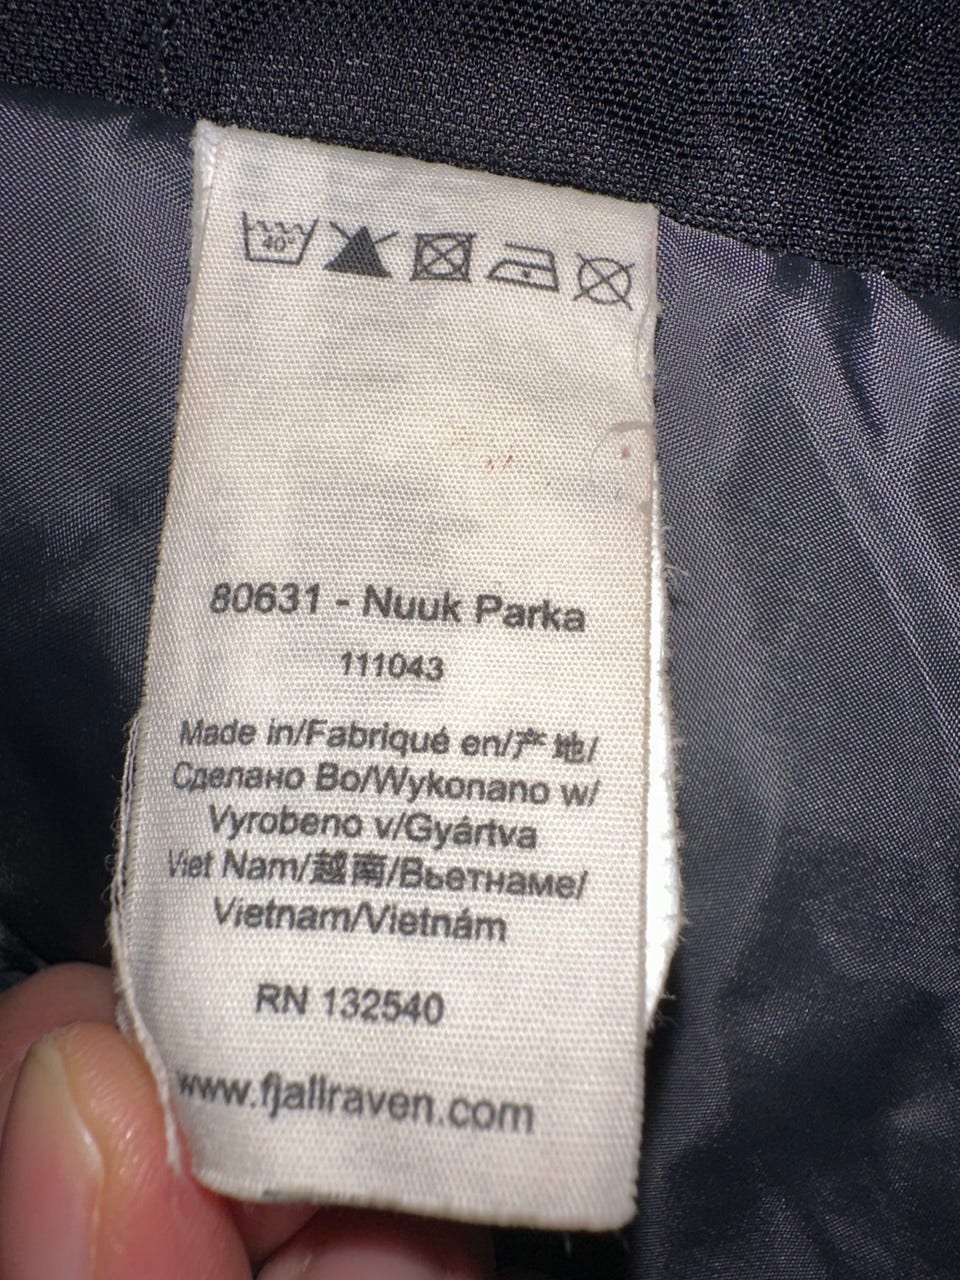 40°
80631 - Nuuk Parka
111043
Made in/Fabriqué en/产 地/
Сделано Во/Wykonano w/
Vyrobeno v/Gyártva
Viet Nam/越南/Вьетнаме/
Vietnam/Vietnám
RN 132540
www.fjallraven.com